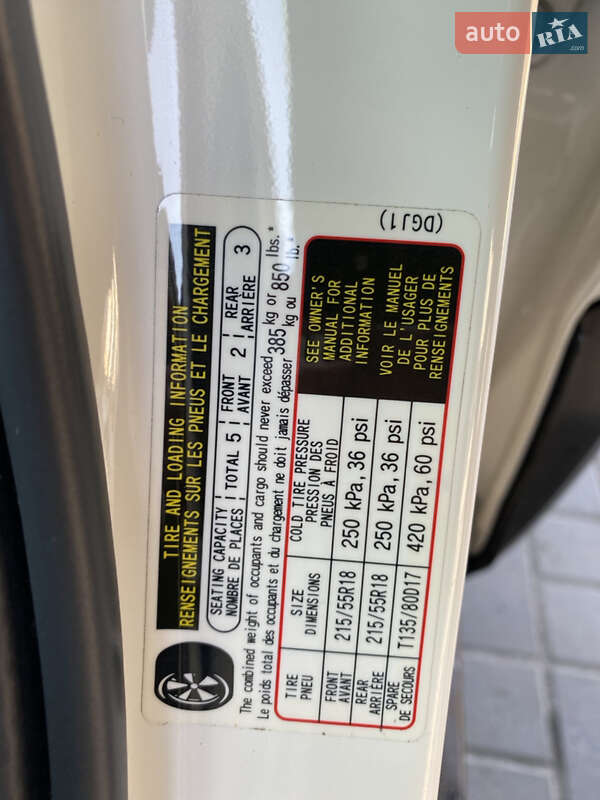 auto RIA
.com
TIRE AND LOADING INFORMATION
RENSEIGNEMENTS SUR LES PNEUS ET LE CHARGEMENT
SEATING CAPACITY TOTAL 5 FRONT 2 REAR 3
NOMBRE DE PLACES AVANT ARRIÈRE
The combined weight of occupants and cargo should never exceed 385 kg or 850 lbs.*
Le poids total des occupants et du chargement ne doit jamais dépasser kg ou lb.*
TIRE SIZE COLD TIRE PRESSURE
PNEU DIMENSIONS PRESSION DES
PNEUS À FROID
FRONT 215/55R18 250 kPa, 36 psi
AVANT
REAR 215/55R18 250 kPa, 36 psi
ARRIÈRE
SPARE T135/80D17 420 kPa, 60 psi
DE SECOURS
SEE OWNER'S
MANUAL FOR
ADDITIONAL
INFORMATION
VOIR LE MANUEL
DE L'USAGER
POUR PLUS DE
RENSEIGNEMENTS
(DGJ1)